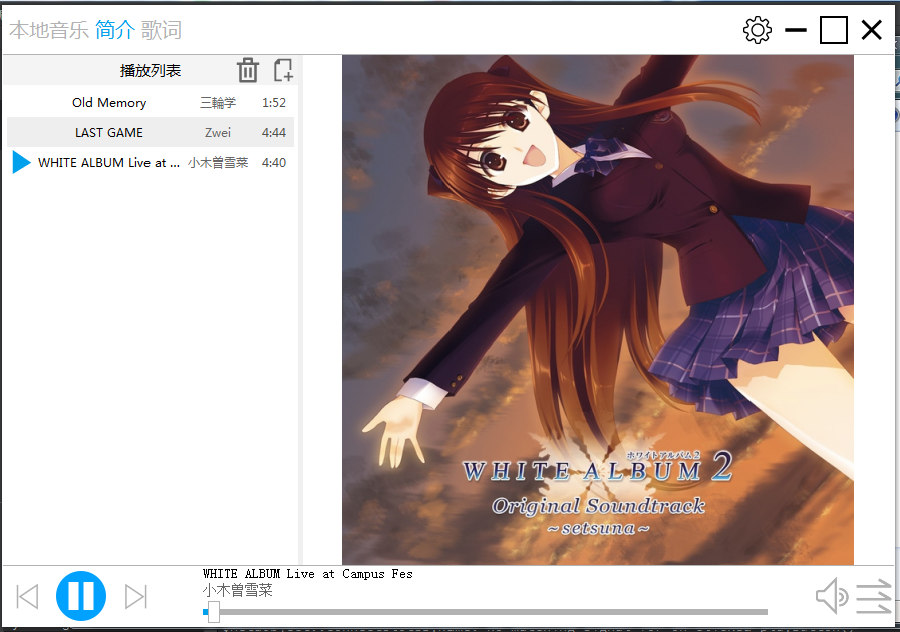 本地音乐 简介 歌词
播放列表
Old Memory 三輪学 1:52
LAST GAME Zwei 4:44
WHITE ALBUM Live at ... 小木曽雪菜 4:40
ホワイトアルバム2
WHITE ALBUM 2
Original Soundtrack
~setsuna~
WHITE ALBUM Live at Campus Fes
小木曽雪菜